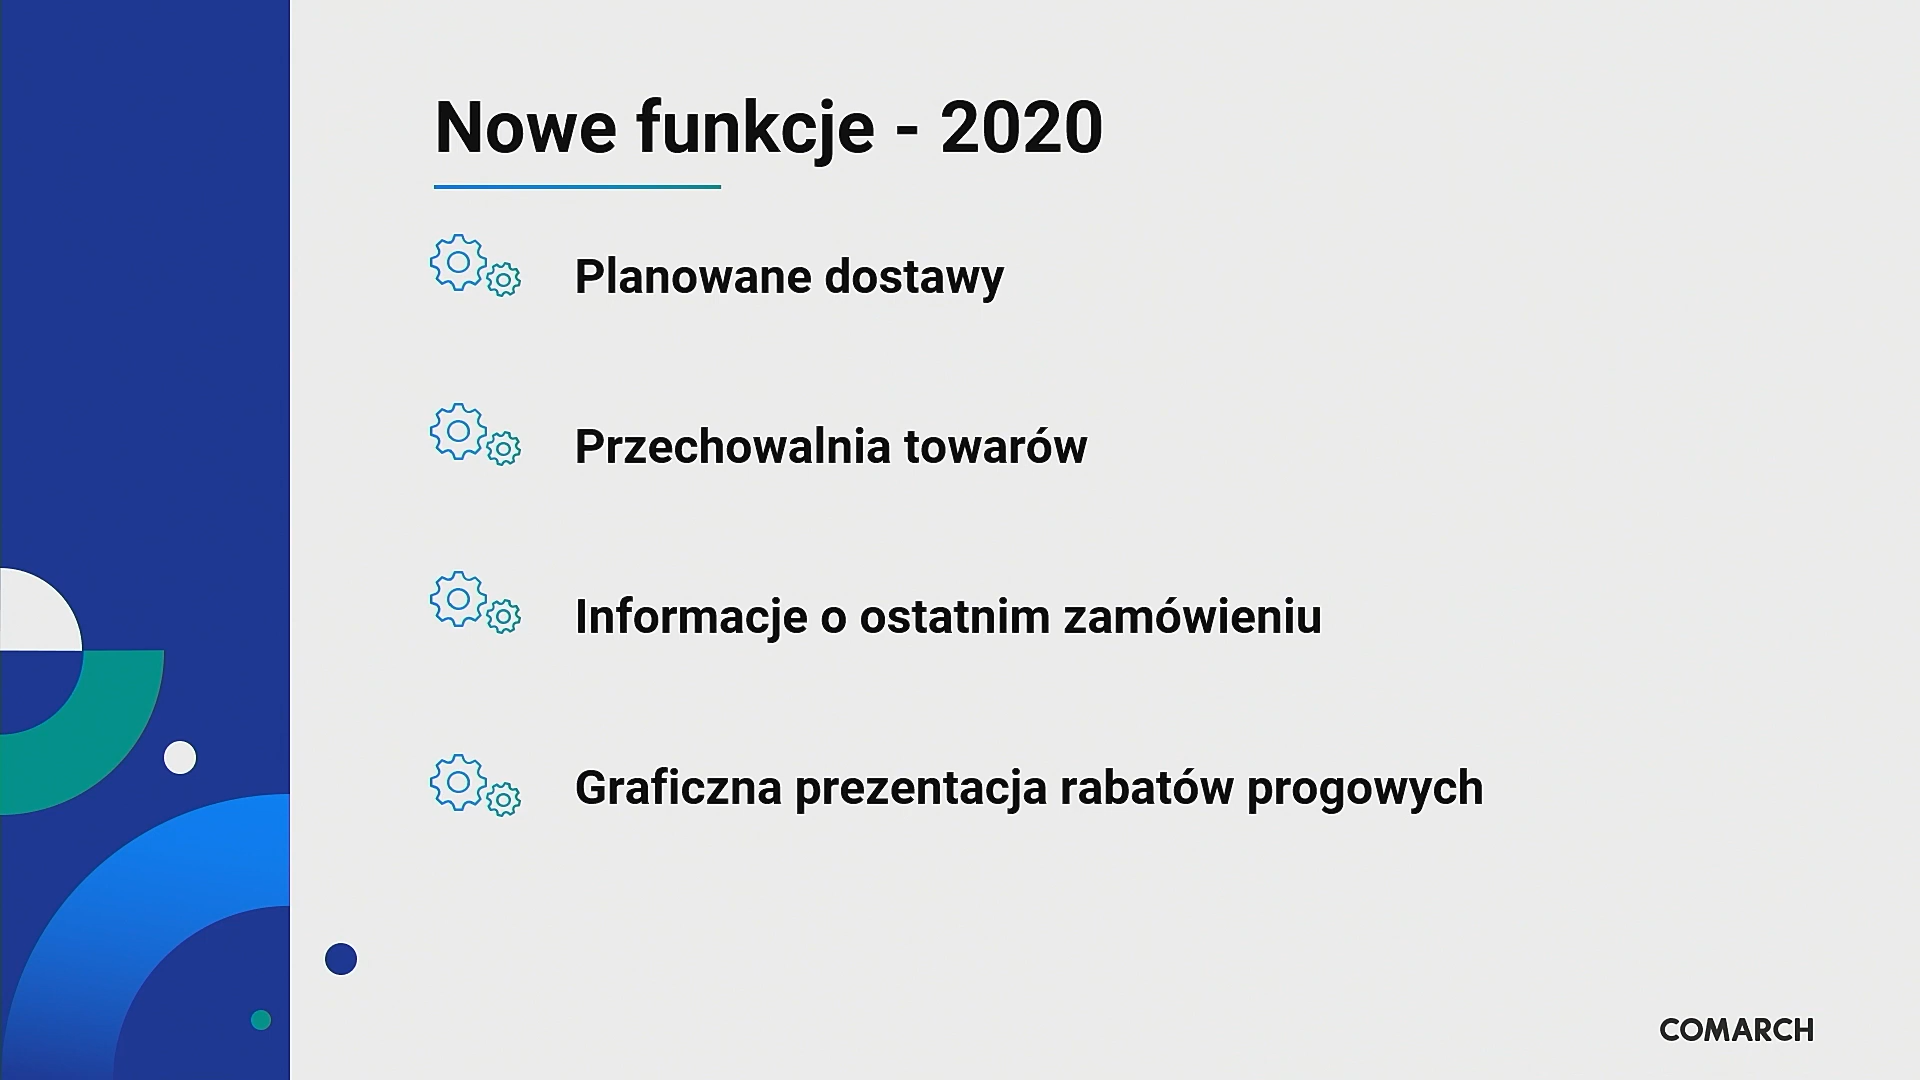 Nowe funkcje - 2020
Planowane dostawy
Przechowalnia towarów
Informacje o ostatnim zamówieniu
Graficzna prezentacja rabatów progowych
COMARCH